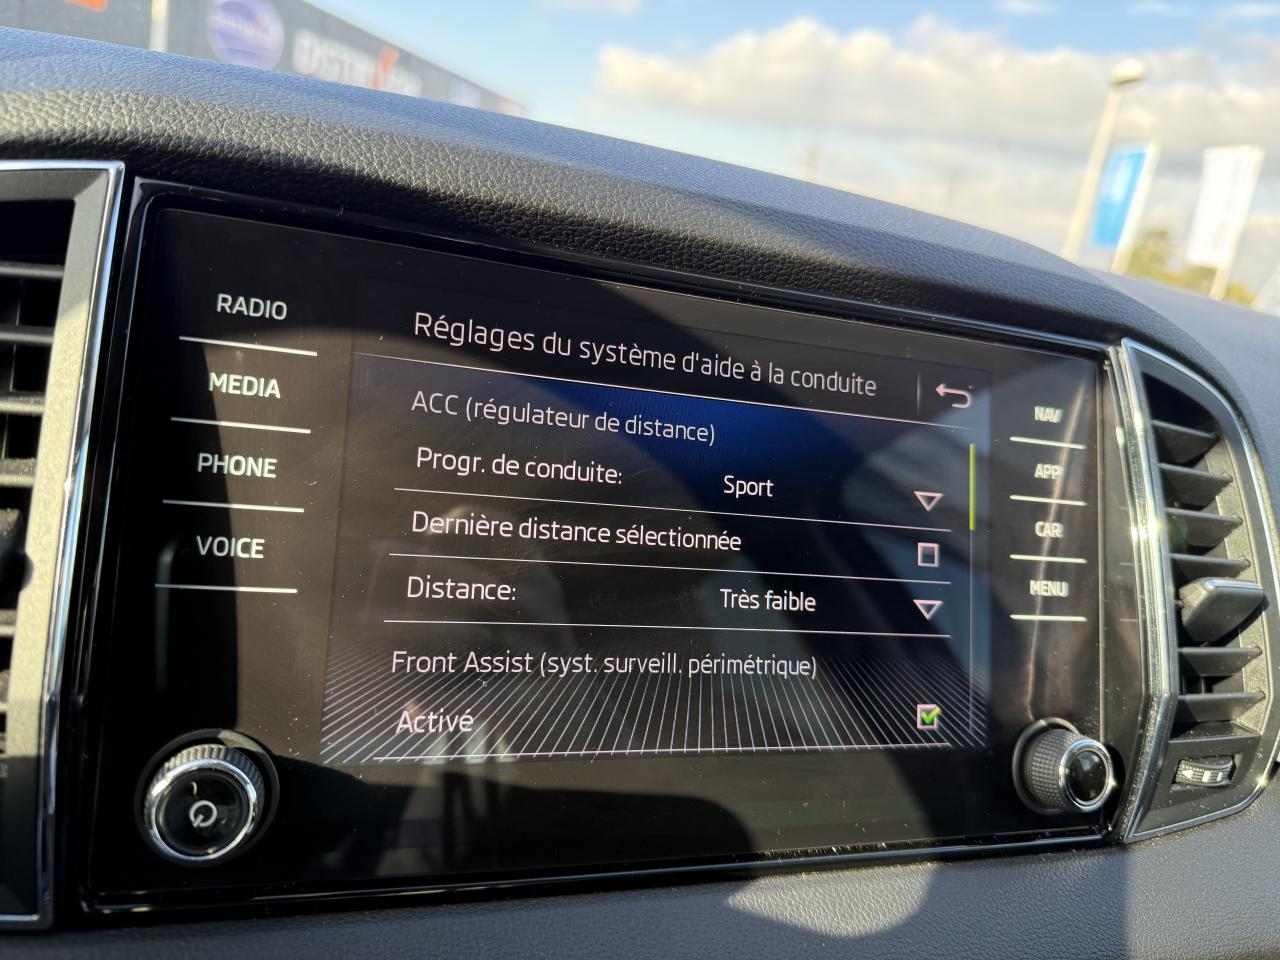 RADIO
MEDIA
PHONE
VOICE
Réglages du système d'aide à la conduite
ACC (régulateur de distance)
Progr. de conduite: Sport
Dernière distance sélectionnée
Distance: Très faible
Front Assist (syst. surveill. périmétrique)
Activé
NAV
APP
CAR
MENU